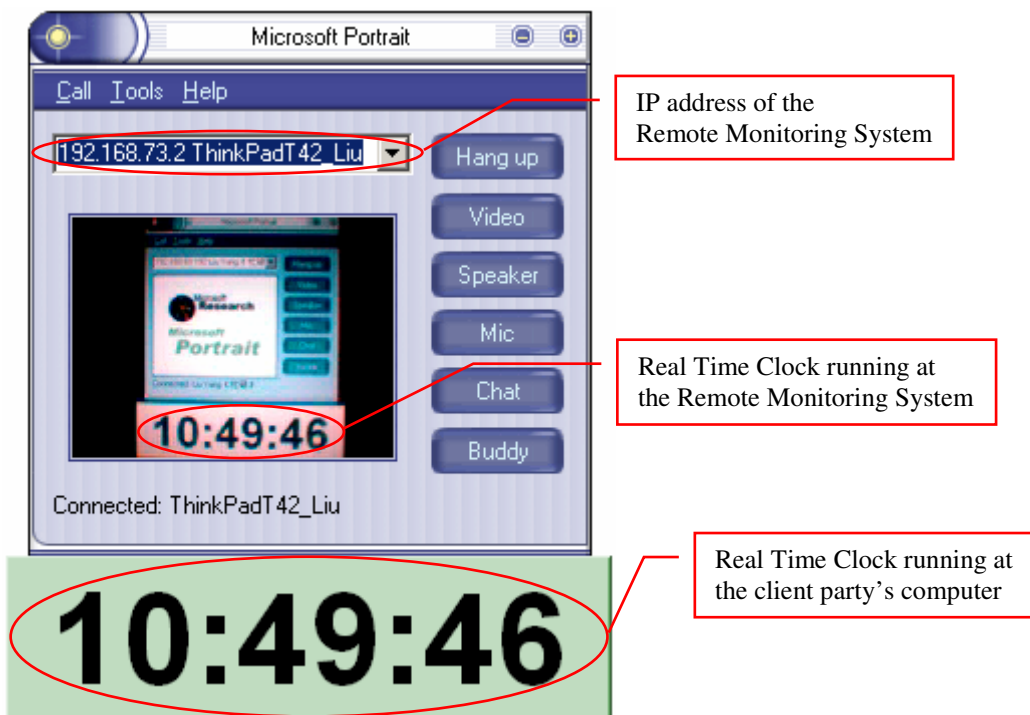 Microsoft Portrait
Call Tools Help
192.168.73.2 ThinkPadT42_Liu
Hang up
Video
Speaker
Mic
Chat
Buddy
Microsoft
Research
Microsoft
Portrait
10:49:46
Connected: ThinkPadT42_Liu
10:49:46
IP address of the
Remote Monitoring System
Real Time Clock running at
the Remote Monitoring System
Real Time Clock running at
the client party's computer